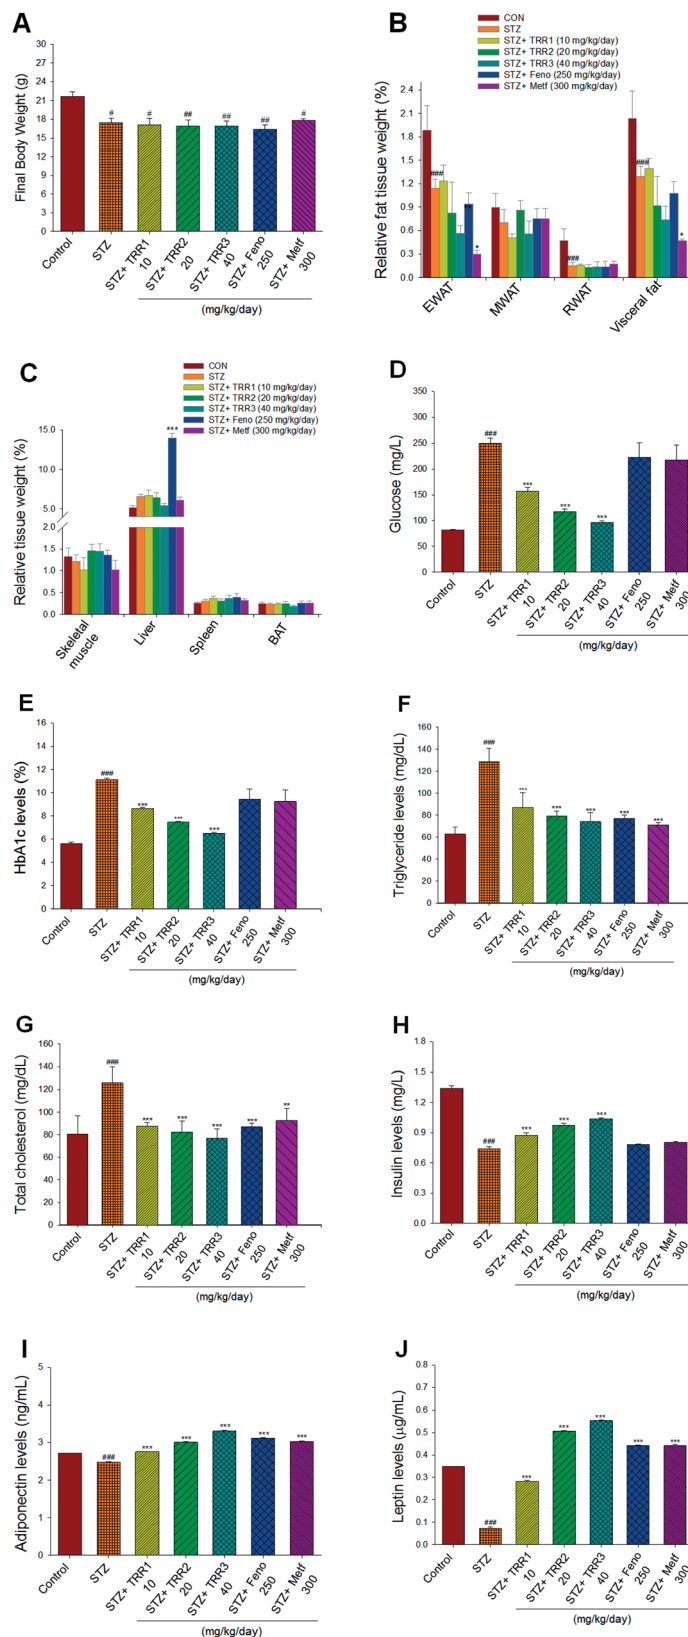 A
Final Body Weight (g)
30
27
24
21
18
15
12
9
6
3
0
# # ## ## ## #
Control
STZ
STZ+ TRR1 10
STZ+ TRR2 20
STZ+ TRR3 40
STZ+ Feno 250
STZ+ Metf 300
(mg/kg/day)
B
CON
STZ
STZ+ TRR1 (10 mg/kg/day)
STZ+ TRR2 (20 mg/kg/day)
STZ+ TRR3 (40 mg/kg/day)
STZ+ Feno (250 mg/kg/day)
STZ+ Metf (300 mg/kg/day)
Relative fat tissue weight (%)
2.4
2.1
1.8
1.5
1.2
0.9
0.6
0.3
0.0
### * ### ### *
EWAT
MWAT
RWAT
Visceral fat
C
CON
STZ
STZ+ TRR1 (10 mg/kg/day)
STZ+ TRR2 (20 mg/kg/day)
STZ+ TRR3 (40 mg/kg/day)
STZ+ Feno (250 mg/kg/day)
STZ+ Metf (300 mg/kg/day)
Relative tissue weight (%)
15.0
10.0
5.0
2.0
1.5
1.0
0.5
0.0
***
Skeletal muscle
Liver
Spleen
BAT
D
Glucose (mg/L)
350
300
250
200
150
100
50
0
### *** *** ***
Control
STZ
STZ+ TRR1 10
STZ+ TRR2 20
STZ+ TRR3 40
STZ+ Feno 250
STZ+ Metf 300
(mg/kg/day)
E
HbA1c levels (%)
16
14
12
10
8
6
4
2
0
### *** *** ***
Control
STZ
STZ+ TRR1 10
STZ+ TRR2 20
STZ+ TRR3 40
STZ+ Feno 250
STZ+ Metf 300
(mg/kg/day)
F
Triglyceride levels (mg/dL)
160
140
120
100
80
60
40
20
0
### *** *** *** *** ***
Control
STZ
STZ+ TRR1 10
STZ+ TRR2 20
STZ+ TRR3 40
STZ+ Feno 250
STZ+ Metf 300
(mg/kg/day)
G
Total cholesterol (mg/dL)
160
140
120
100
80
60
40
20
0
### *** *** *** *** **
Control
STZ
STZ+ TRR1 10
STZ+ TRR2 20
STZ+ TRR3 40
STZ+ Feno 250
STZ+ Metf 300
(mg/kg/day)
H
Insulin levels (mg/L)
1.8
1.5
1.2
0.9
0.6
0.3
0.0
### *** *** ***
Control
STZ
STZ+ TRR1 10
STZ+ TRR2 20
STZ+ TRR3 40
STZ+ Feno 250
STZ+ Metf 300
(mg/kg/day)
I
Adiponectin levels (ng/mL)
5
4
3
2
1
0
### *** *** *** *** ***
Control
STZ
STZ+ TRR1 10
STZ+ TRR2 20
STZ+ TRR3 40
STZ+ Feno 250
STZ+ Metf 300
(mg/kg/day)
J
Leptin levels (μg/mL)
0.8
0.7
0.6
0.5
0.4
0.3
0.2
0.1
0.0
### *** *** *** *** ***
Control
STZ
STZ+ TRR1 10
STZ+ TRR2 20
STZ+ TRR3 40
STZ+ Feno 250
STZ+ Metf 300
(mg/kg/day)